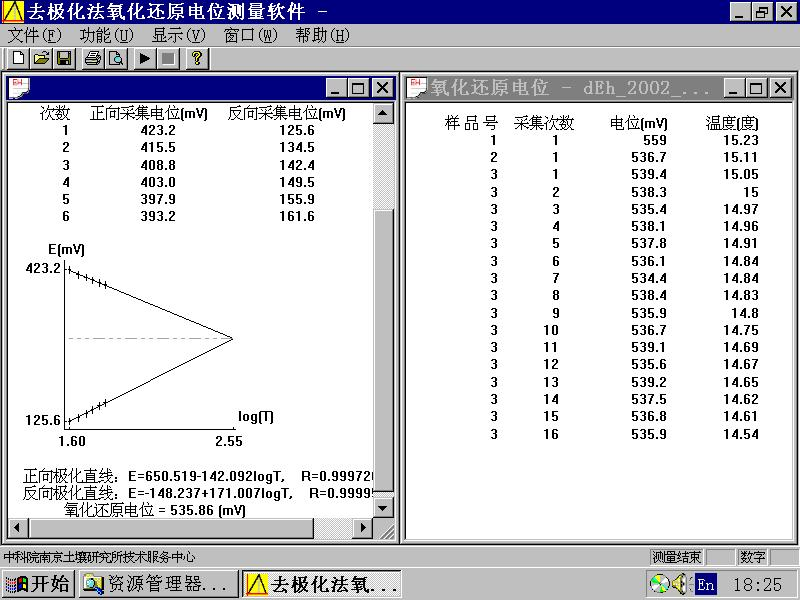 去极化法氧化还原电位测量软件 -
文件(F) 功能(U) 显示(V) 窗口(W) 帮助(H)
次数 正向采集电位(mV) 反向采集电位(mV)
1 423.2 125.6
2 415.5 134.5
3 408.8 142.4
4 403.0 149.5
5 397.9 155.9
6 393.2 161.6
E(mV)
423.2
125.6
log(T)
1.60 2.55
正向极化直线: E=650.519-142.092logT, R=0.99972
反向极化直线: E=-148.237+171.007logT, R=0.9999
氧化还原电位 = 535.86 (mV)
氧化还原电位 - dEh_2002_...
样品号 采集次数 电位(mV) 温度(度)
1 1 559 15.23
2 1 536.7 15.11
3 1 539.4 15.05
3 2 538.3 15
3 3 535.4 14.97
3 4 538.1 14.96
3 5 537.8 14.91
3 6 536.1 14.84
3 7 534.4 14.84
3 8 538.4 14.83
3 9 535.9 14.8
3 10 536.7 14.75
3 11 539.1 14.69
3 12 535.6 14.67
3 13 539.2 14.65
3 14 537.5 14.62
3 15 536.8 14.61
3 16 535.9 14.54
中科院南京土壤研究所技术服务中心 测量结束 数字
开始 资源管理器... 去极化法氧... En 18:25